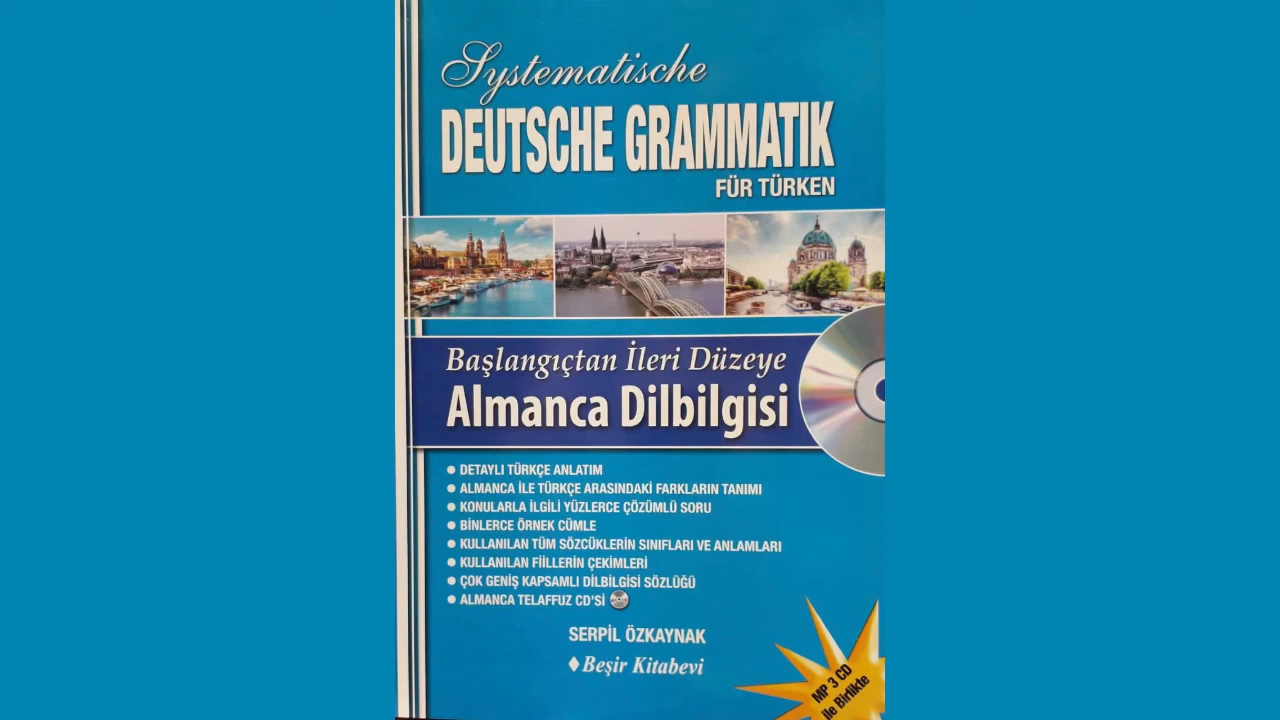 Systematische
DEUTSCHE GRAMMATIK
FÜR TÜRKEN
Başlangıçtan İleri Düzeye
Almanca Dilbilgisi
● DETAYLI TÜRKÇE ANLATIM
● ALMANCA İLE TÜRKÇE ARASINDAKİ FARKLARIN TANIMI
● KONULARLA İLGİLİ YÜZLERCE ÇÖZÜMLÜ SORU
● BİNLERCE ÖRNEK CÜMLE
● KULLANILAN TÜM SÖZCÜKLERİN SINIFLARI VE ANLAMLARI
● KULLANILAN FİİLLERİN ÇEKİMLERİ
● ÇOK GENİŞ KAPSAMLI DİLBİLGİSİ SÖZLÜĞÜ
● ALMANCA TELAFFUZ CD'Sİ
SERPİL ÖZKAYNAK
♦ Beşir Kitabevi
MP 3 CD
ile Birlikte